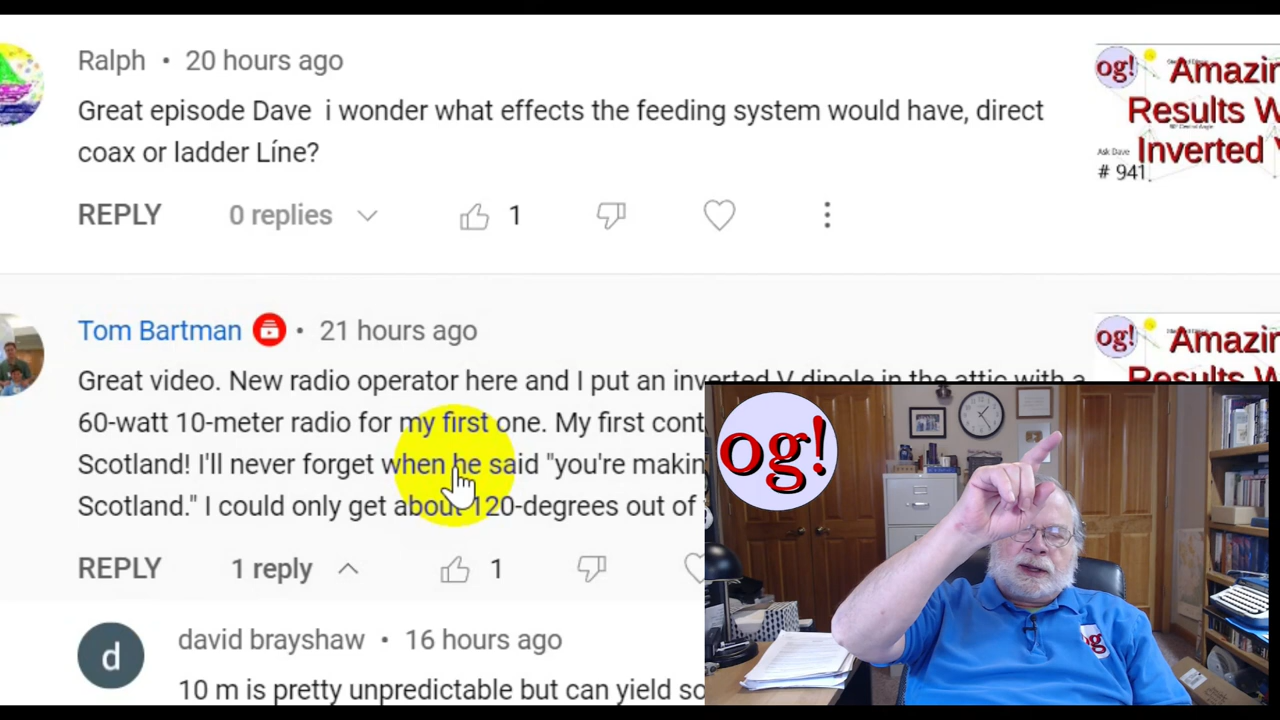 Ralph • 20 hours ago
Great episode Dave i wonder what effects the feeding system would have, direct
coax or ladder Líne?
REPLY 0 replies 1
og! Amazin
Results W
Ask Dave Inverted V
# 941
Tom Bartman • 21 hours ago
Great video. New radio operator here and I put an inverted V dipole in the attic with a
60-watt 10-meter radio for my first one. My first cont
Scotland! I'll never forget when he said "you're makin
Scotland." I could only get about 120-degrees out of
REPLY 1 reply 1
og! Amazin
Results W
og!
d
david brayshaw • 16 hours ago
10 m is pretty unpredictable but can yield so
og